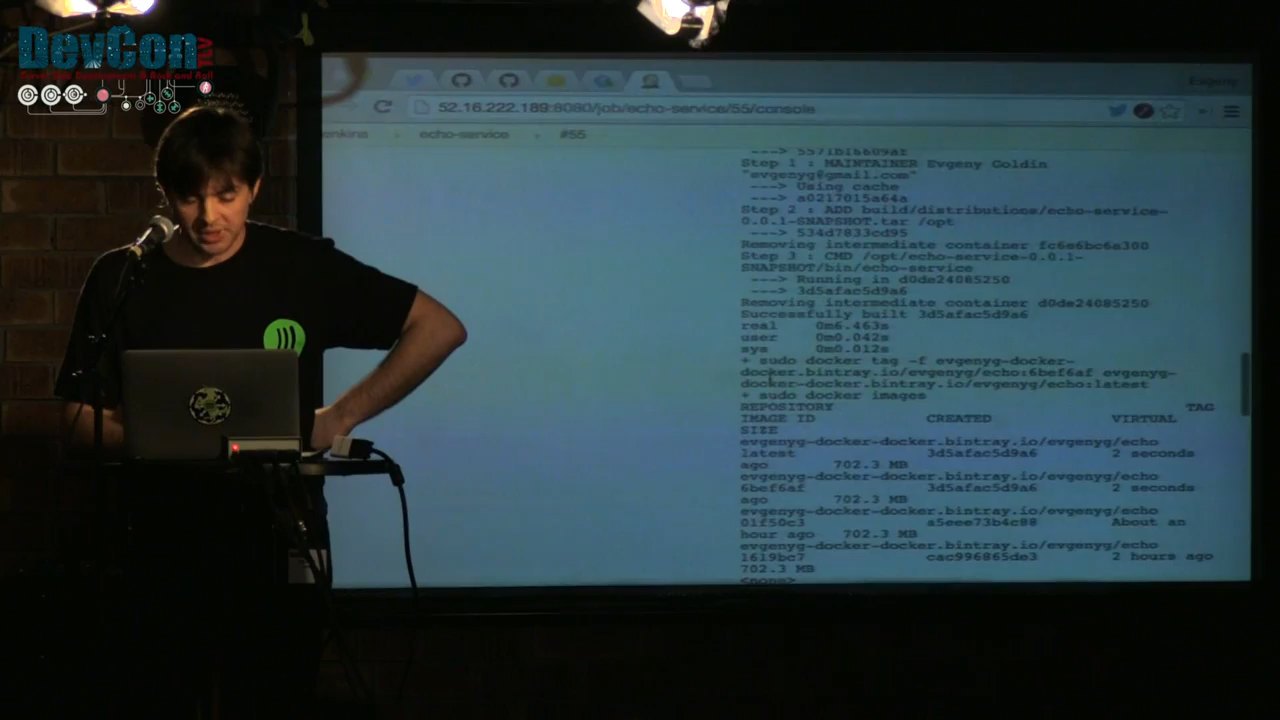 DevCon
TLV
Evgeny
52.16.222.189:8080/job/echo-service/55/console
enkins echo-service #55
---> 5571b1b609af
Step 1 : MAINTAINER Evgeny Goldin
"evgenyg@gmail.com"
---> Using cache
---> a0217015a64a
Step 2 : ADD build/distributions/echo-service-
0.0.1-SNAPSHOT.tar /opt
---> 534d7833cd95
Removing intermediate container fc6e6bc6a300
Step 3 : CMD /opt/echo-service-0.0.1-
SNAPSHOT/bin/echo-service
---> Running in d0de24085250
---> 3d5afac5d9a6
Removing intermediate container d0de24085250
Successfully built 3d5afac5d9a6
real 0m6.463s
user 0m0.042s
sys 0m0.012s
+ sudo docker tag -f evgenyg-docker-
docker.bintray.io/evgenyg/echo:6bef6af evgenyg-
docker-docker.bintray.io/evgenyg/echo:latest
+ sudo docker images
REPOSITORY TAG
IMAGE ID CREATED VIRTUAL
SIZE
evgenyg-docker-docker.bintray.io/evgenyg/echo
latest 3d5afac5d9a6 2 seconds
ago 702.3 MB
evgenyg-docker-docker.bintray.io/evgenyg/echo
6bef6af 3d5afac5d9a6 2 seconds
ago 702.3 MB
evgenyg-docker-docker.bintray.io/evgenyg/echo
01f50c3 a5eee73b4c88 About an
hour ago 702.3 MB
evgenyg-docker-docker.bintray.io/evgenyg/echo
1619bc7 cac996865de3 2 hours ago
702.3 MB
<none>